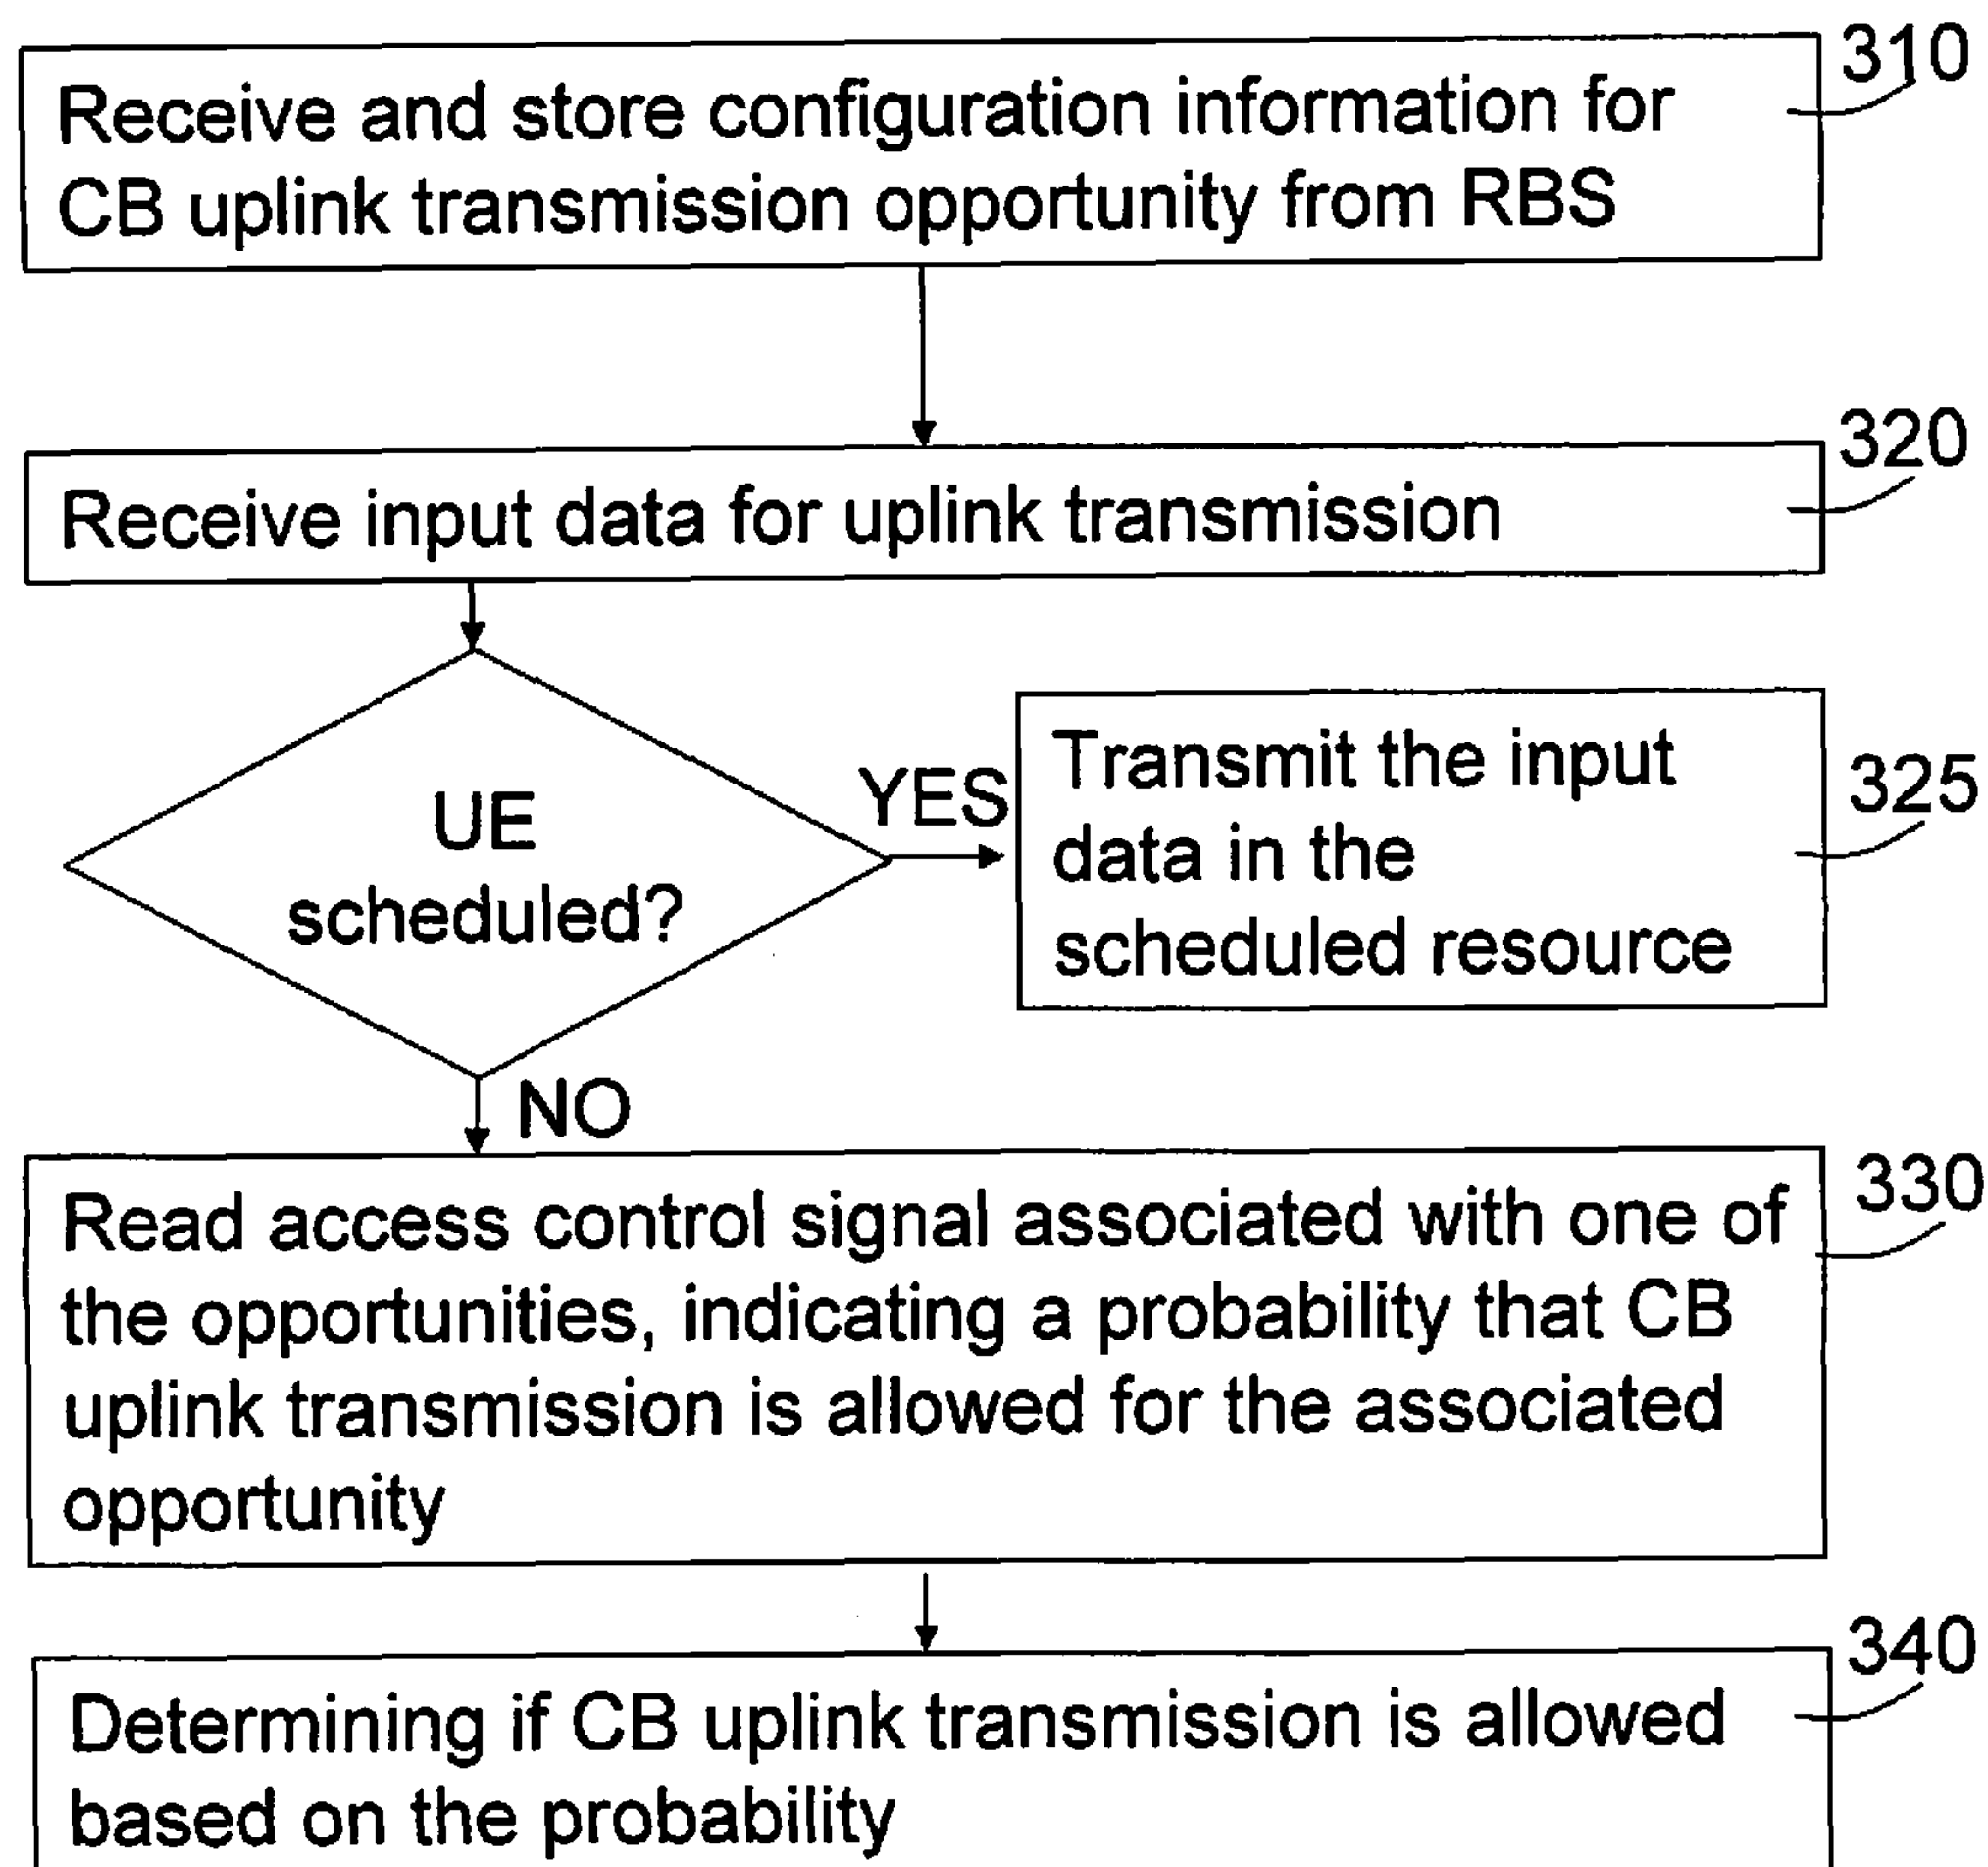 310
Receive and store configuration information for
CB uplink transmission opportunity from RBS
320
Receive input data for uplink transmission
UE
scheduled?
YES
Transmit the input
data in the
scheduled resource
325
NO
330
Read access control signal associated with one of
the opportunities, indicating a probability that CB
uplink transmission is allowed for the associated
opportunity
340
Determining if CB uplink transmission is allowed
based on the probability